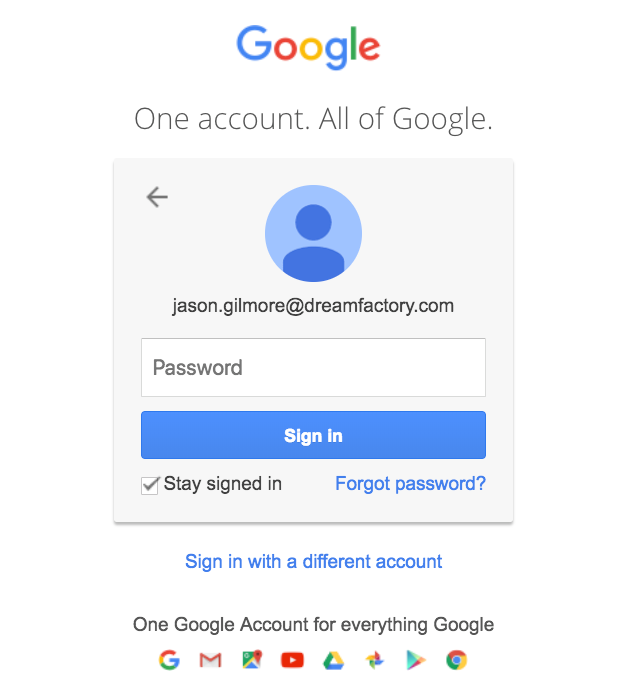 Google
One account. All of Google.
jason.gilmore@dreamfactory.com
Password
Sign in
Stay signed in Forgot password?
Sign in with a different account
One Google Account for everything Google